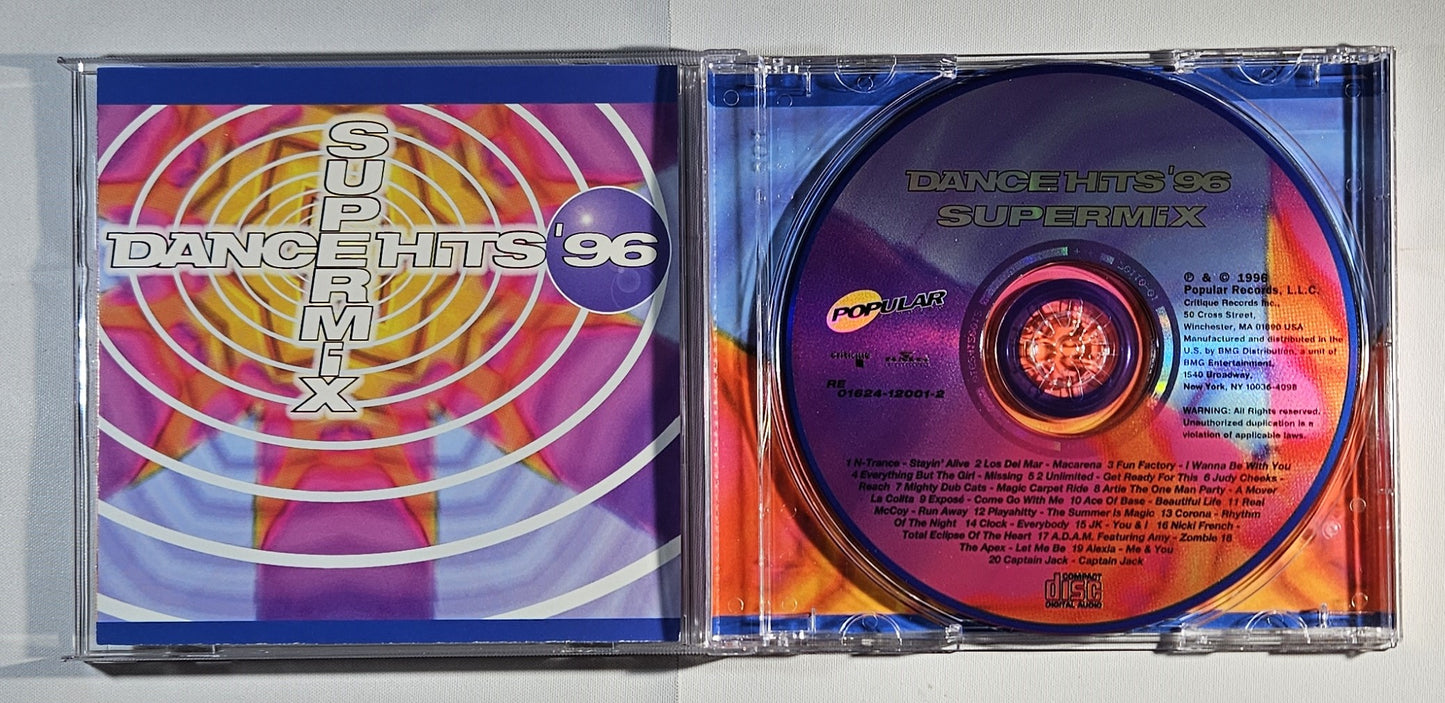 SUPERMiX
DANCE HiTS '96
DANCE HiTS '96
SUPERMiX
POPULAR
critique
RE
01624-12001-2
℗ & © 1996
Popular Records, L.L.C.
Critique Records Inc.,
50 Cross Street,
Winchester, MA 01890 USA
Manufactured and distributed in the
U.S. by BMG Distribution, a unit of
BMG Entertainment,
1540 Broadway,
New York, NY 10036-4098
WARNING: All Rights reserved.
Unauthorized duplication is a
violation of applicable laws.
1 N-Trance - Stayin' Alive 2 Los Del Mar - Macarena 3 Fun Factory - I Wanna Be With You
4 Everything But The Girl - Missing 5 2 Unlimited - Get Ready For This 6 Judy Cheeks -
Reach 7 Mighty Dub Cats - Magic Carpet Ride 8 Artie The One Man Party - A Mover
La Colita 9 Exposé - Come Go With Me 10 Ace Of Base - Beautiful Life 11 Real
McCoy - Run Away 12 Playahitty - The Summer Is Magic 13 Corona - Rhythm
Of The Night 14 Clock - Everybody 15 JK - You & I 16 Nicki French -
Total Eclipse Of The Heart 17 A.D.A.M. Featuring Amy - Zombie 18
The Apex - Let Me Be 19 Alexia - Me & You
20 Captain Jack - Captain Jack
COMPACT
disc
DIGITAL AUDIO